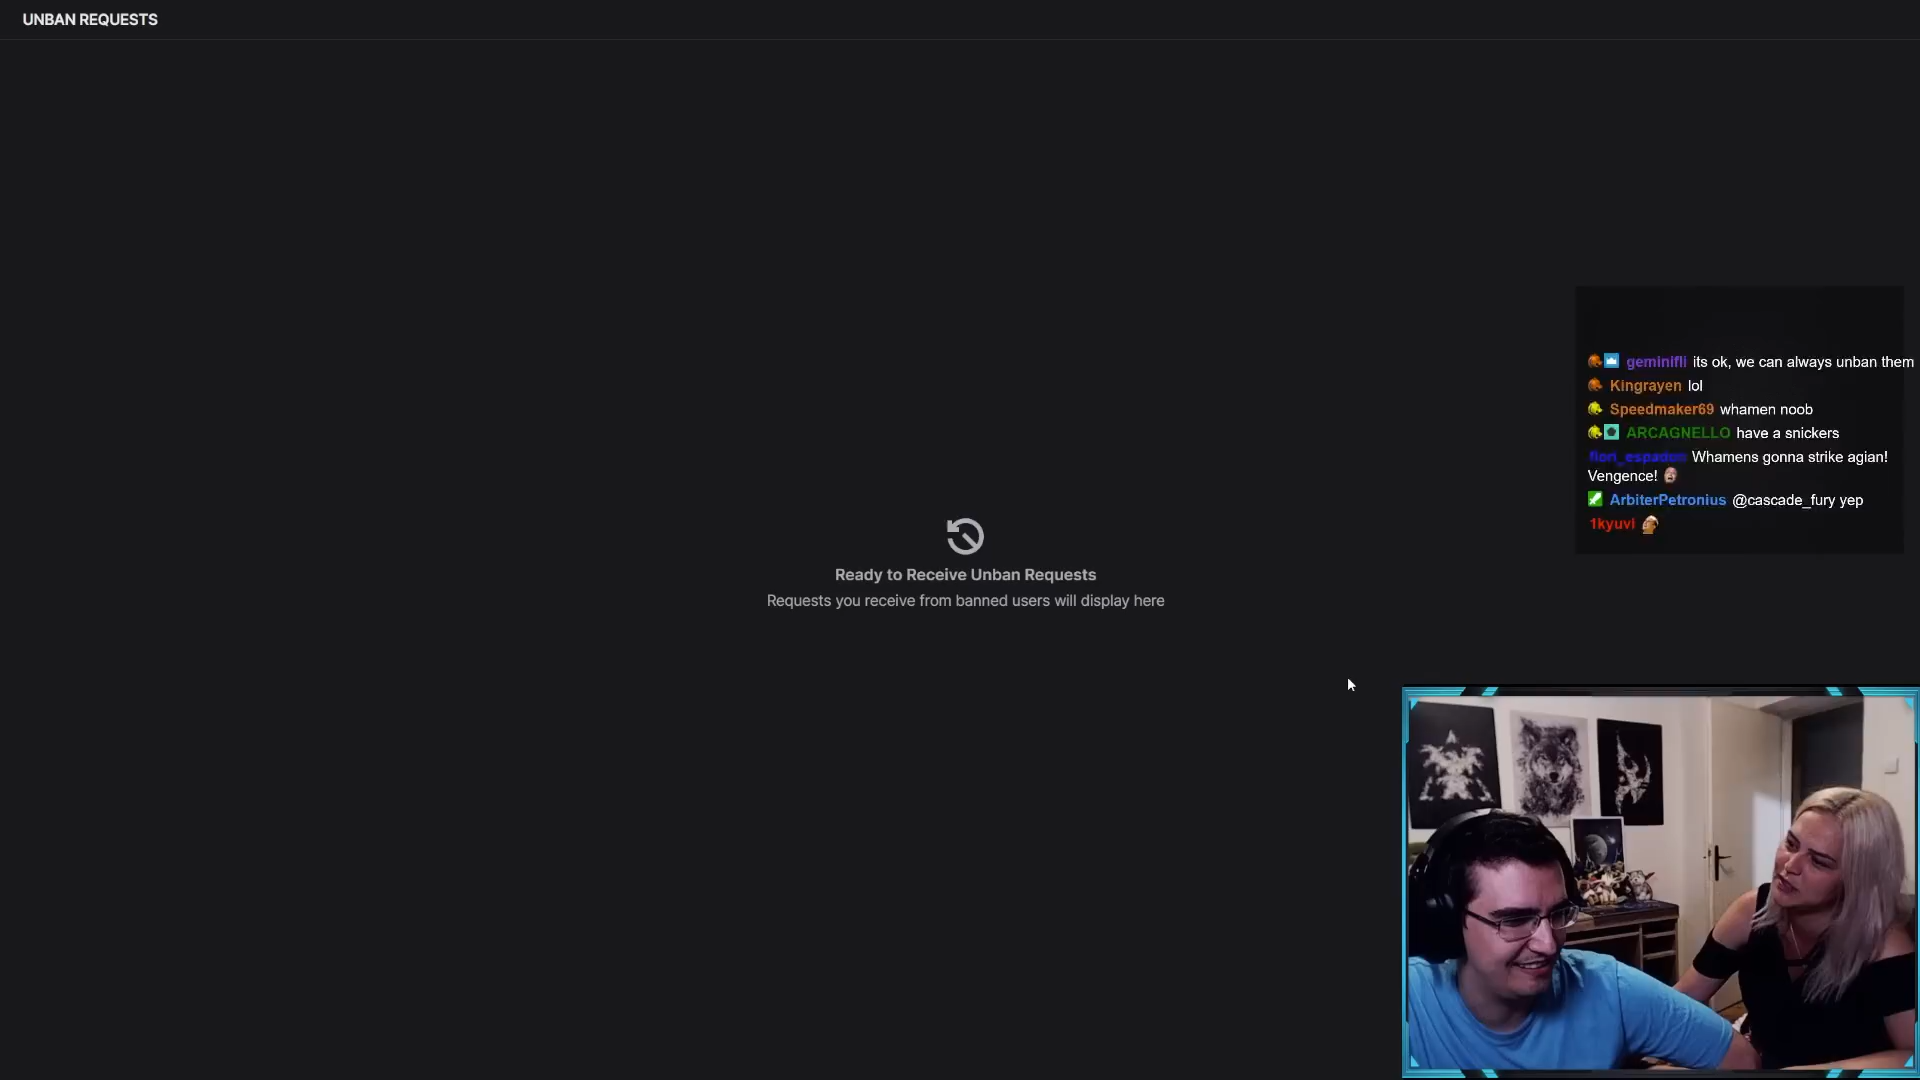 UNBAN REQUESTS
Ready to Receive Unban Requests
Requests you receive from banned users will display here
geminifli its ok, we can always unban them
Kingrayen lol
Speedmaker69 whamen noob
ARCAGNELLO have a snickers
Whamens gonna strike agian!
Vengence!
ArbiterPetronius @cascade_fury yep
1kyuvi